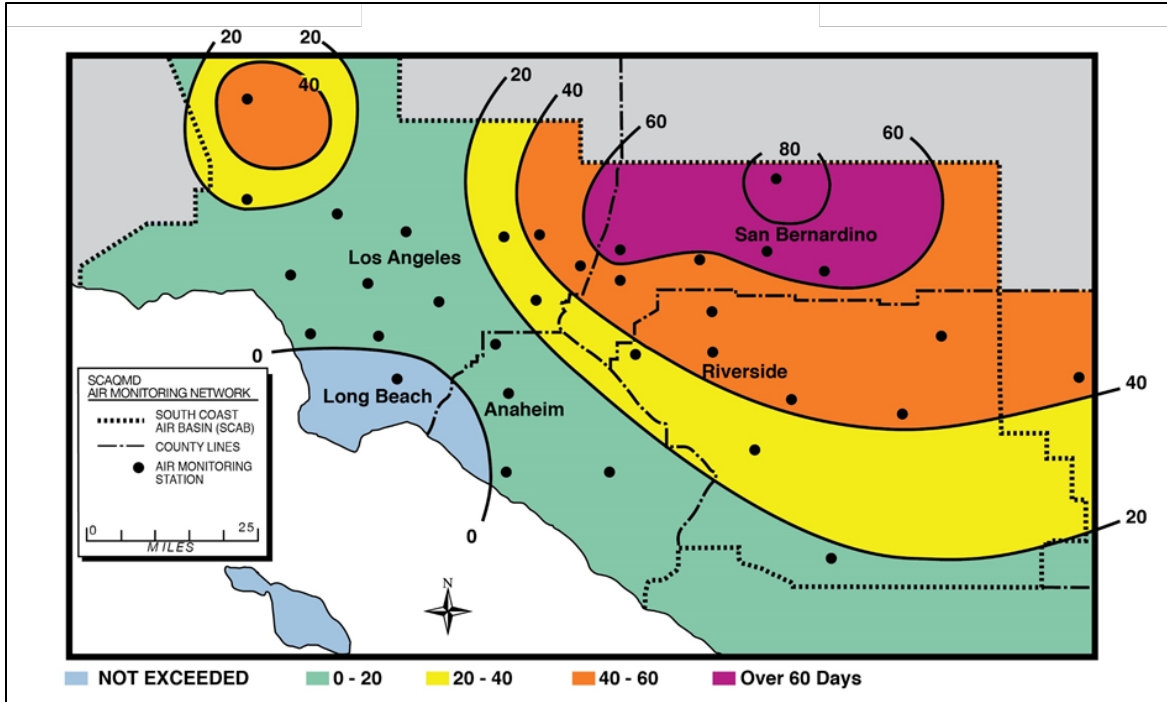 20
20
40
20
40
60
80
60
San Bernardino
Los Angeles
0
Riverside
Long Beach
Anaheim
40
20
0
SCAQMD
AIR MONITORING NETWORK
SOUTH COAST
AIR BASIN (SCAB)
COUNTY LINES
AIR MONITORING
STATION
0 25
MILES
N
NOT EXCEEDED 0 - 20 20 - 40 40 - 60 Over 60 Days